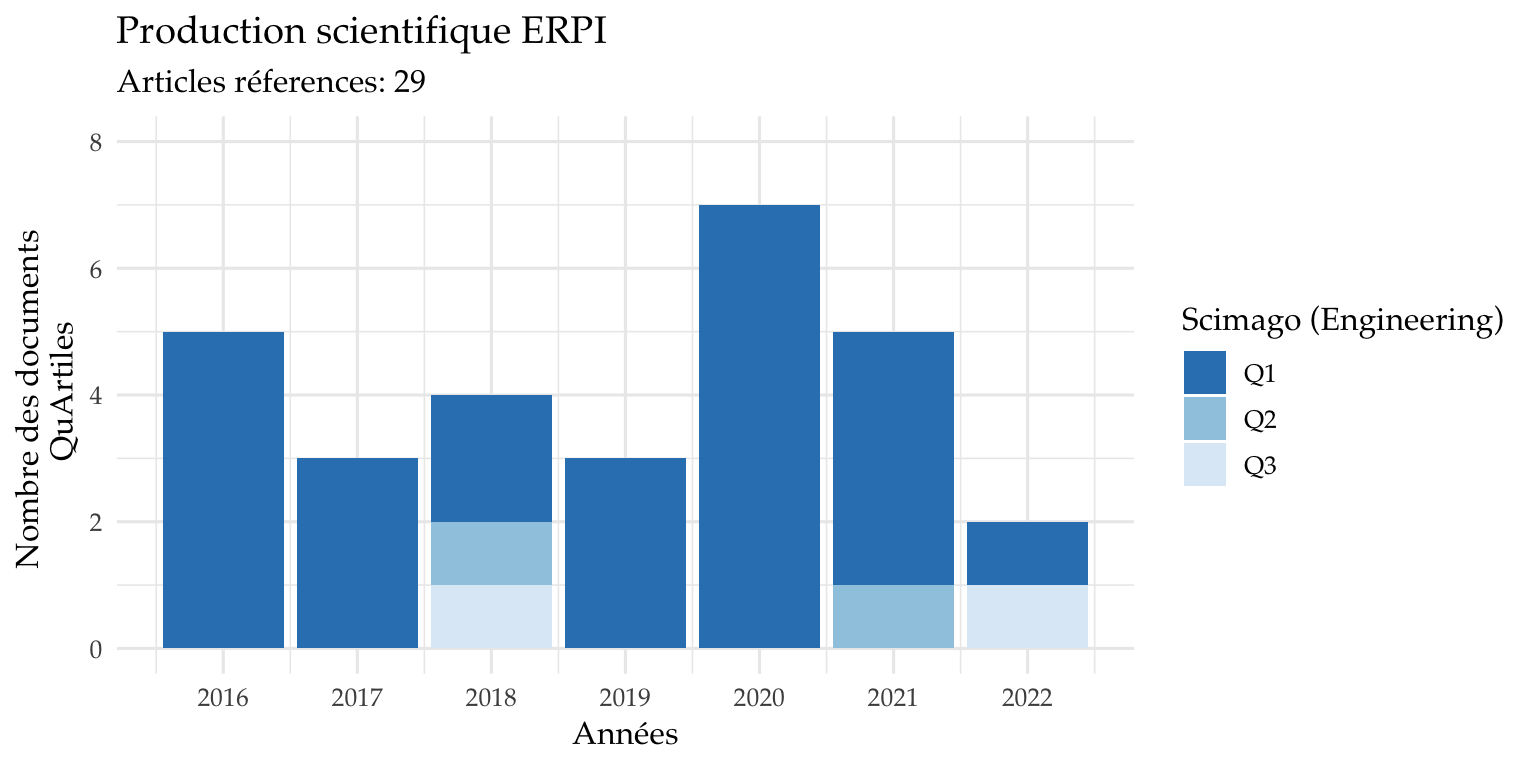 Production scientifique ERPI
Articles réferences: 29
8
6
4
2
0
Nombre des documents
QuArtiles
2016 2017 2018 2019 2020 2021 2022
Années
Scimago (Engineering)
Q1
Q2
Q3